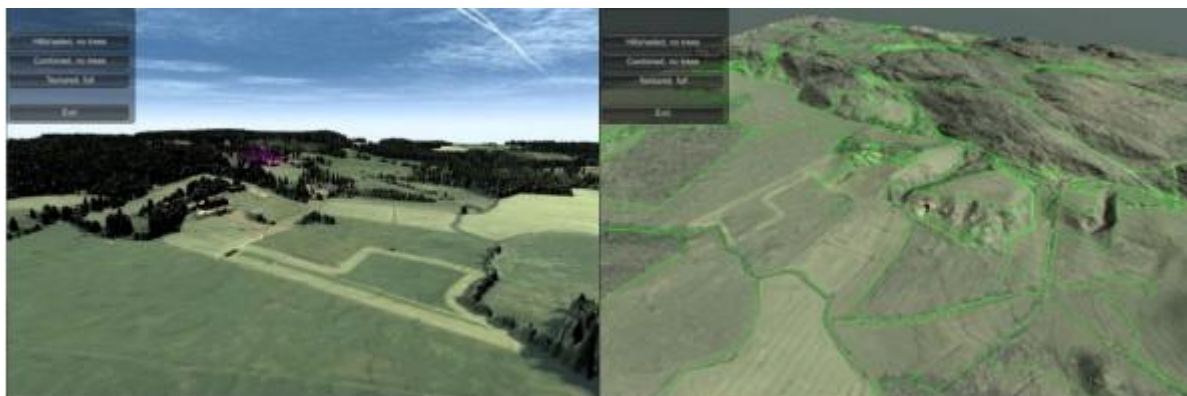 Hillshaded, no trees
Combined, no trees
Textured, full
Exit
Hillshaded, no trees
Combined, no trees
Textured, full
Exit